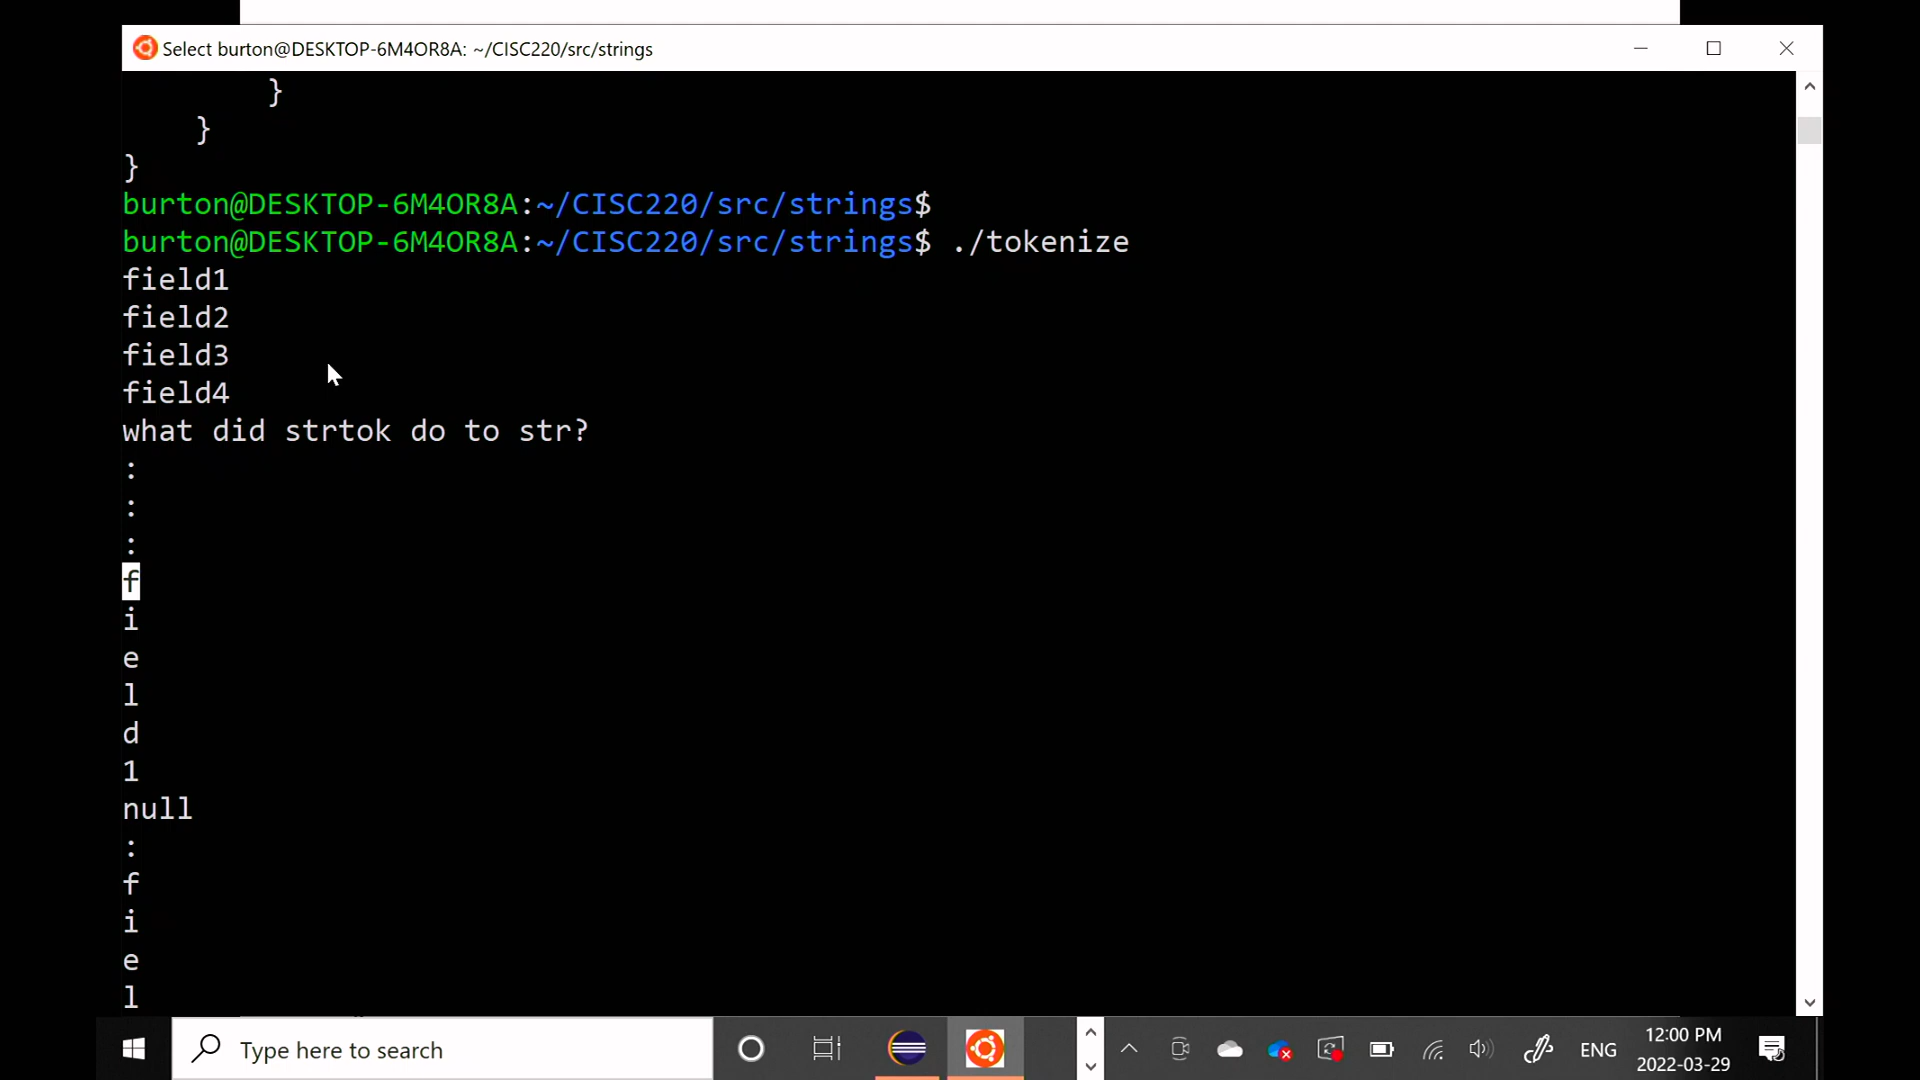 Select burton@DESKTOP-6M4OR8A: ~/CISC220/src/strings
}
}
}
burton@DESKTOP-6M4OR8A:~/CISC220/src/strings$
burton@DESKTOP-6M4OR8A:~/CISC220/src/strings$ ./tokenize
field1
field2
field3
field4
what did strtok do to str?
:
:
:
f
i
e
l
d
1
null
:
f
i
e
l
Type here to search
ENG
12:00 PM
2022-03-29